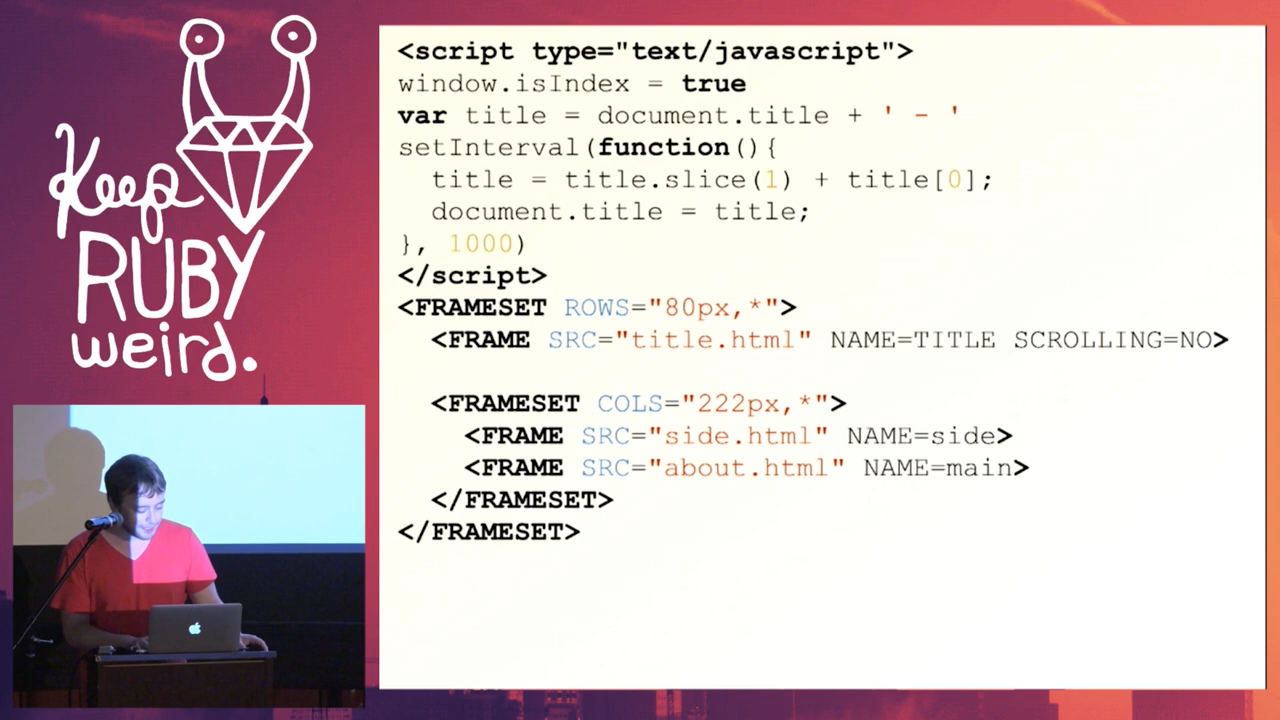 Keep
RUBY
weird.
<script type="text/javascript">
window.isIndex = true
var title = document.title + ' - '
setInterval(function(){
  title = title.slice(1) + title[0];
  document.title = title;
}, 1000)
</script>
<FRAMESET ROWS="80px,*">
  <FRAME SRC="title.html" NAME=TITLE SCROLLING=NO>
  <FRAMESET COLS="222px,*">
    <FRAME SRC="side.html" NAME=side>
    <FRAME SRC="about.html" NAME=main>
  </FRAMESET>
</FRAMESET>